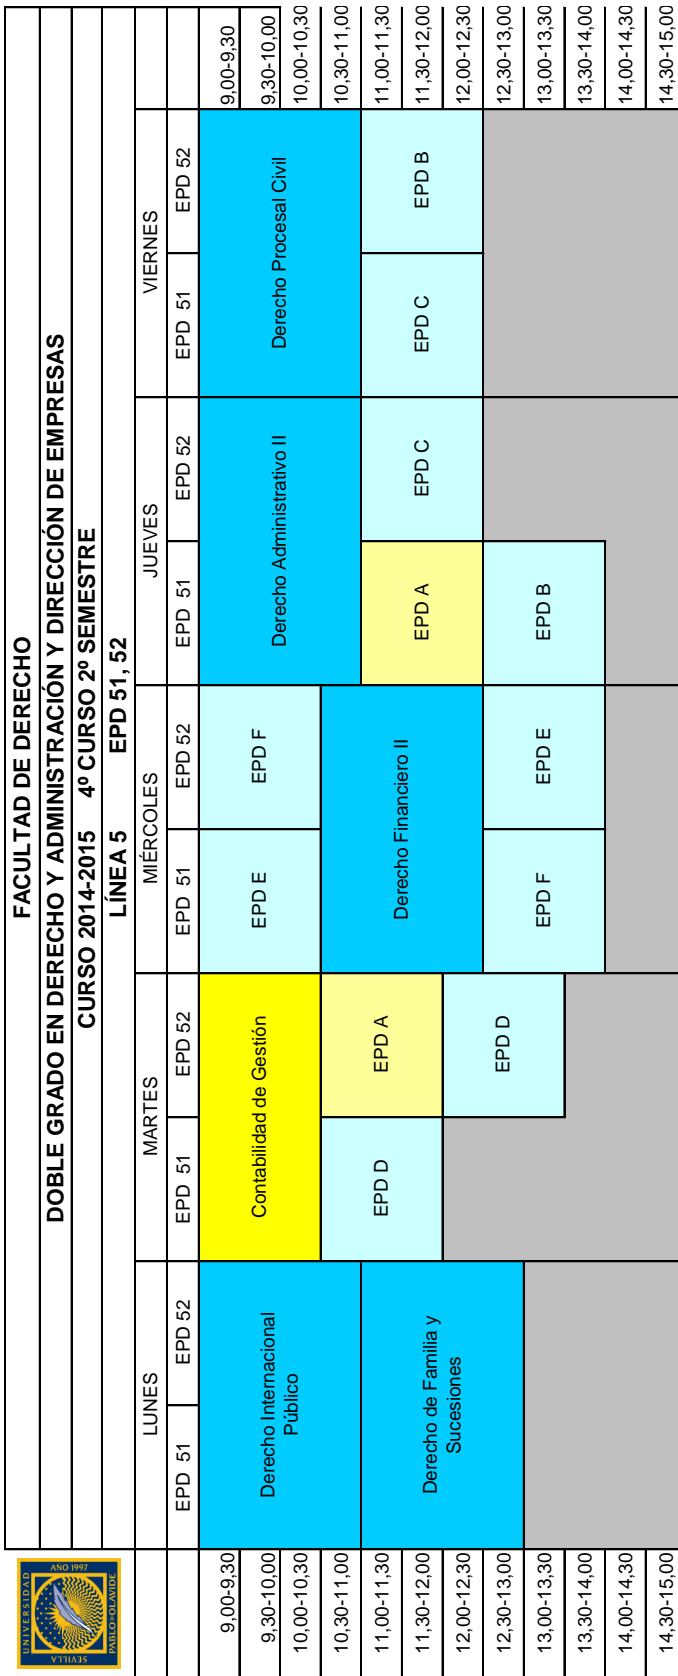 UNIVERSIDAD
PABLO DE OLAVIDE
SEVILLA
AÑO 1997
FACULTAD DE DERECHO
DOBLE GRADO EN DERECHO Y ADMINISTRACIÓN Y DIRECCIÓN DE EMPRESAS
CURSO 2014-2015 4º CURSO 2º SEMESTRE
LÍNEA 5 EPD 51, 52
LUNES MARTES MIÉRCOLES JUEVES VIERNES
EPD 51 EPD 52 EPD 51 EPD 52 EPD 51 EPD 52 EPD 51 EPD 52 EPD 51 EPD 52
9,00-9,30 9,00-9,30
9,30-10,00 Derecho Internacional Contabilidad de Gestión EPD E EPD F 9,30-10,00
Público
10,00-10,30 Derecho Administrativo II Derecho Procesal Civil 10,00-10,30
10,30-11,00 10,30-11,00
11,00-11,30 EPD D EPD A 11,00-11,30
11,30-12,00 Derecho de Familia y Derecho Financiero II EPD A EPD C EPD C EPD B 11,30-12,00
Sucesiones
12,00-12,30 12,00-12,30
12,30-13,00 EPD D 12,30-13,00
13,00-13,30 EPD F EPD E EPD B 13,00-13,30
13,30-14,00 13,30-14,00
14,00-14,30 14,00-14,30
14,30-15,00 14,30-15,00